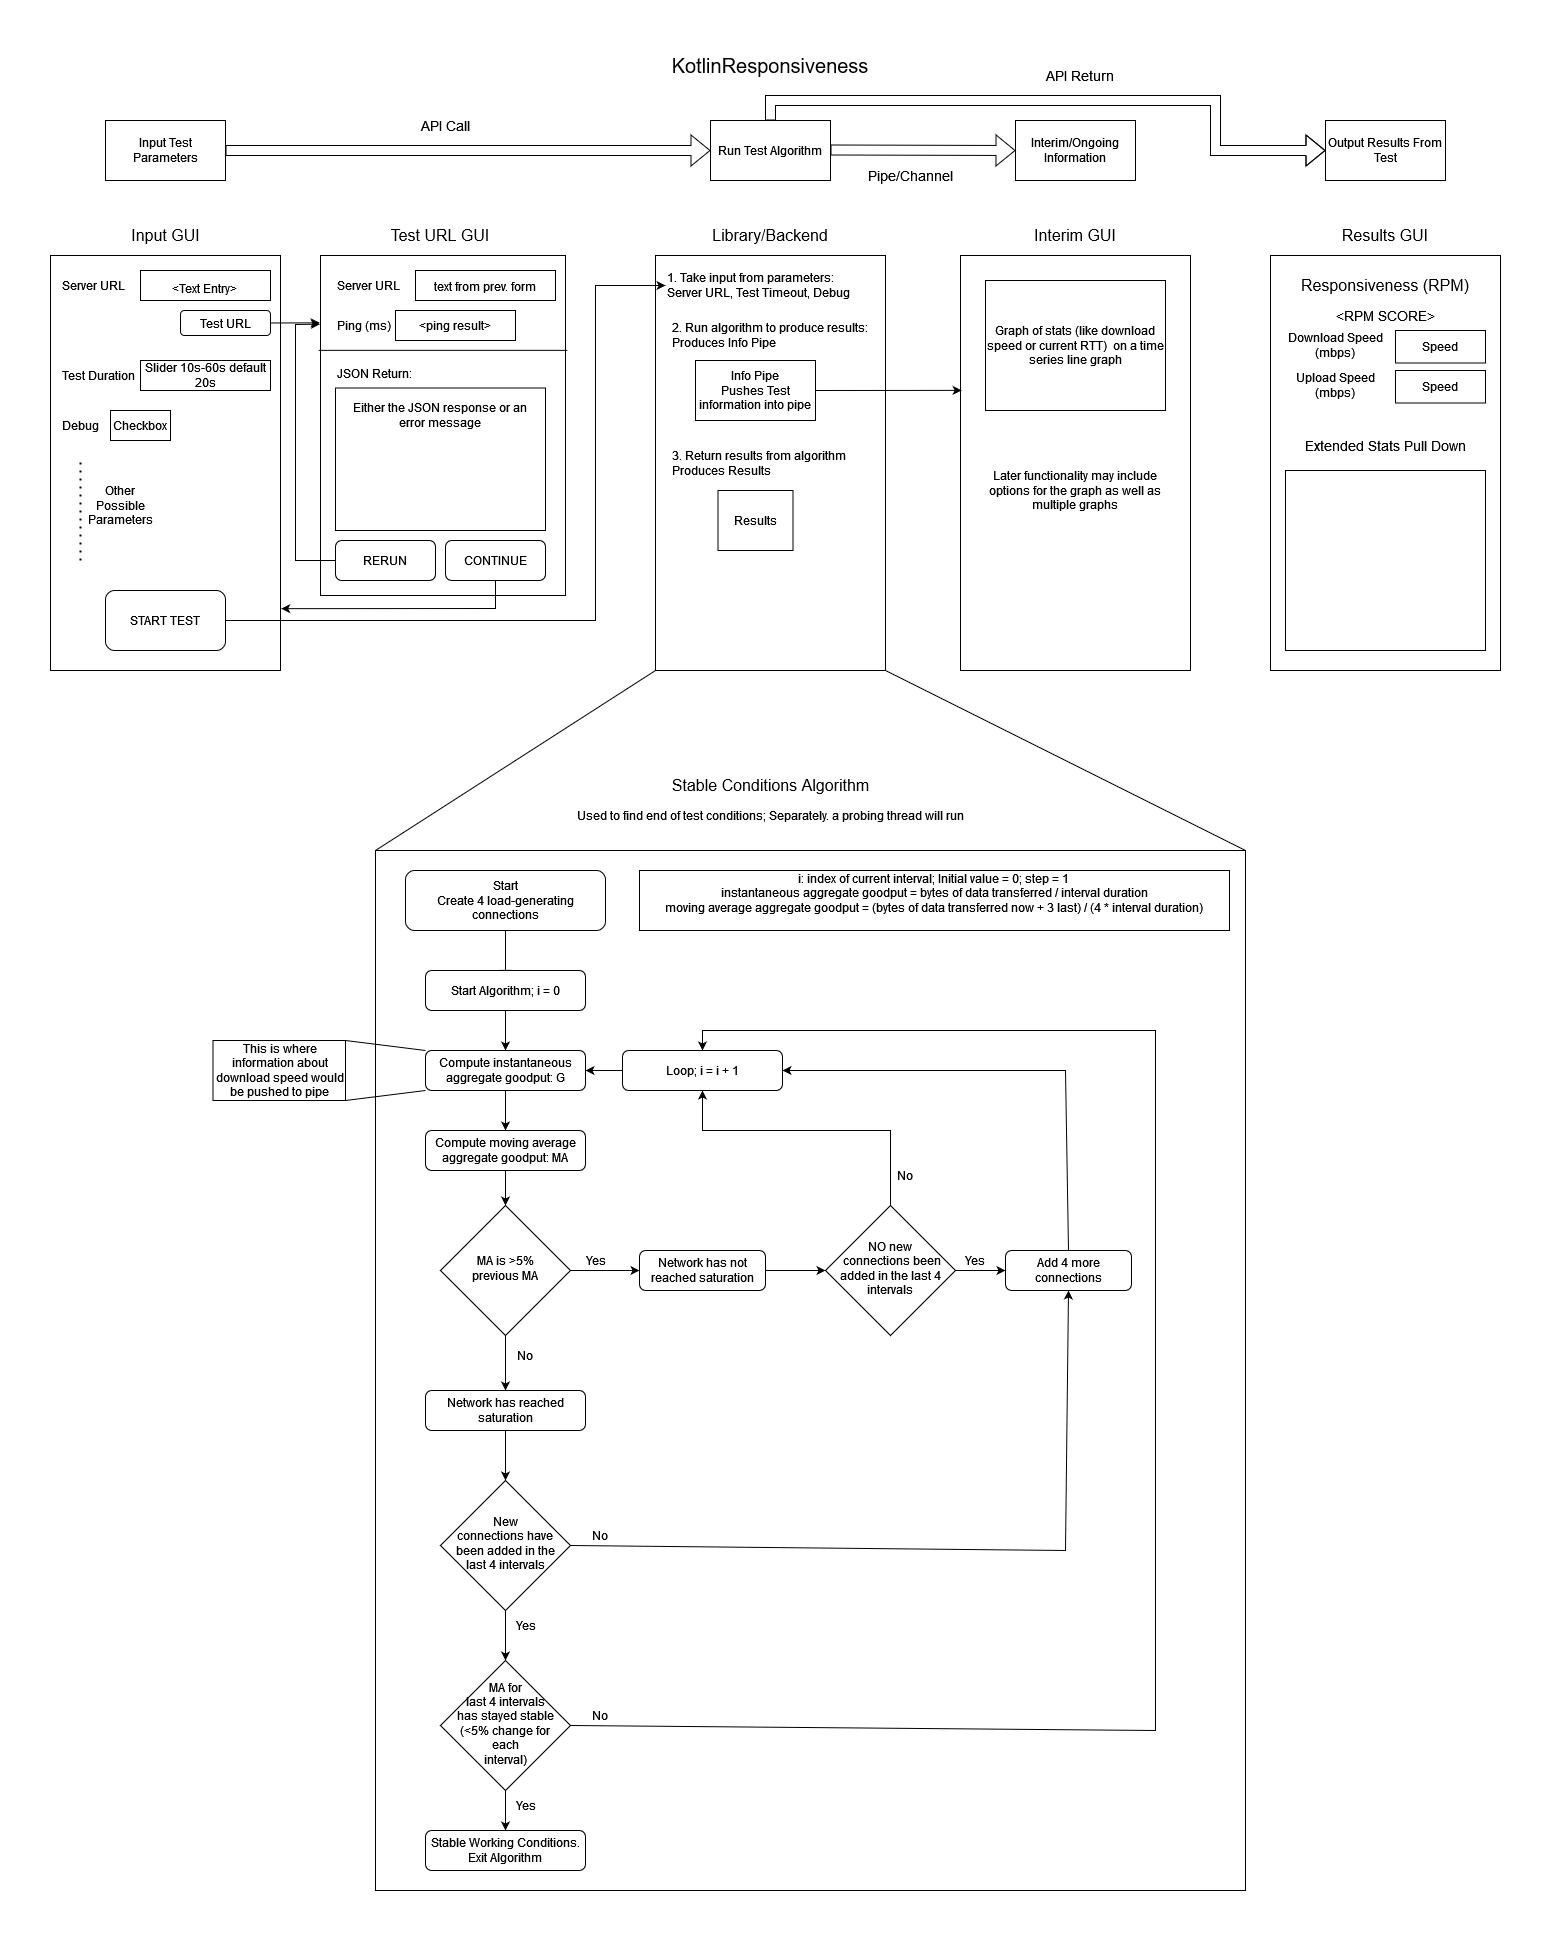 KotlinResponsiveness
API Return
API Call
Input Test
Parameters
Run Test Algorithm
Interim/Ongoing
Information
Output Results From
Test
Pipe/Channel
Input GUI
Test URL GUI
Library/Backend
Interim GUI
Results GUI
Server URL
<Text Entry>
Test URL
Test Duration
Slider 10s-60s default
20s
Debug
Checkbox
Other
Possible
Parameters
START TEST
Server URL
text from prev. form
Ping (ms)
<ping result>
JSON Return:
Either the JSON response or an
error message
RERUN
CONTINUE
1. Take input from parameters:
Server URL, Test Timeout, Debug
2. Run algorithm to produce results:
Produces Info Pipe
Info Pipe
Pushes Test
information into pipe
3. Return results from algorithm
Produces Results
Results
Graph of stats (like download
speed or current RTT) on a time
series line graph
Later functionality may include
options for the graph as well as
multiple graphs
Responsiveness (RPM)
<RPM SCORE>
Download Speed
(mbps)
Speed
Upload Speed
(mbps)
Speed
Extended Stats Pull Down
Stable Conditions Algorithm
Used to find end of test conditions; Separately. a probing thread will run
Start
Create 4 load-generating
connections
i: index of current interval; Initial value = 0; step = 1
instantaneous aggregate goodput = bytes of data transferred / interval duration
moving average aggregate goodput = (bytes of data transferred now + 3 last) / (4 * interval duration)
Start Algorithm; i = 0
This is where
information about
download speed would
be pushed to pipe
Compute instantaneous
aggregate goodput: G
Loop; i = i + 1
Compute moving average
aggregate goodput: MA
No
MA is >5%
previous MA
Yes
Network has not
reached saturation
NO new
connections been
added in the last 4
intervals
Yes
Add 4 more
connections
No
Network has reached
saturation
New
connections have
been added in the
last 4 intervals
No
Yes
MA for
last 4 intervals
has stayed stable
(<5% change for
each
interval)
No
Yes
Stable Working Conditions.
Exit Algorithm